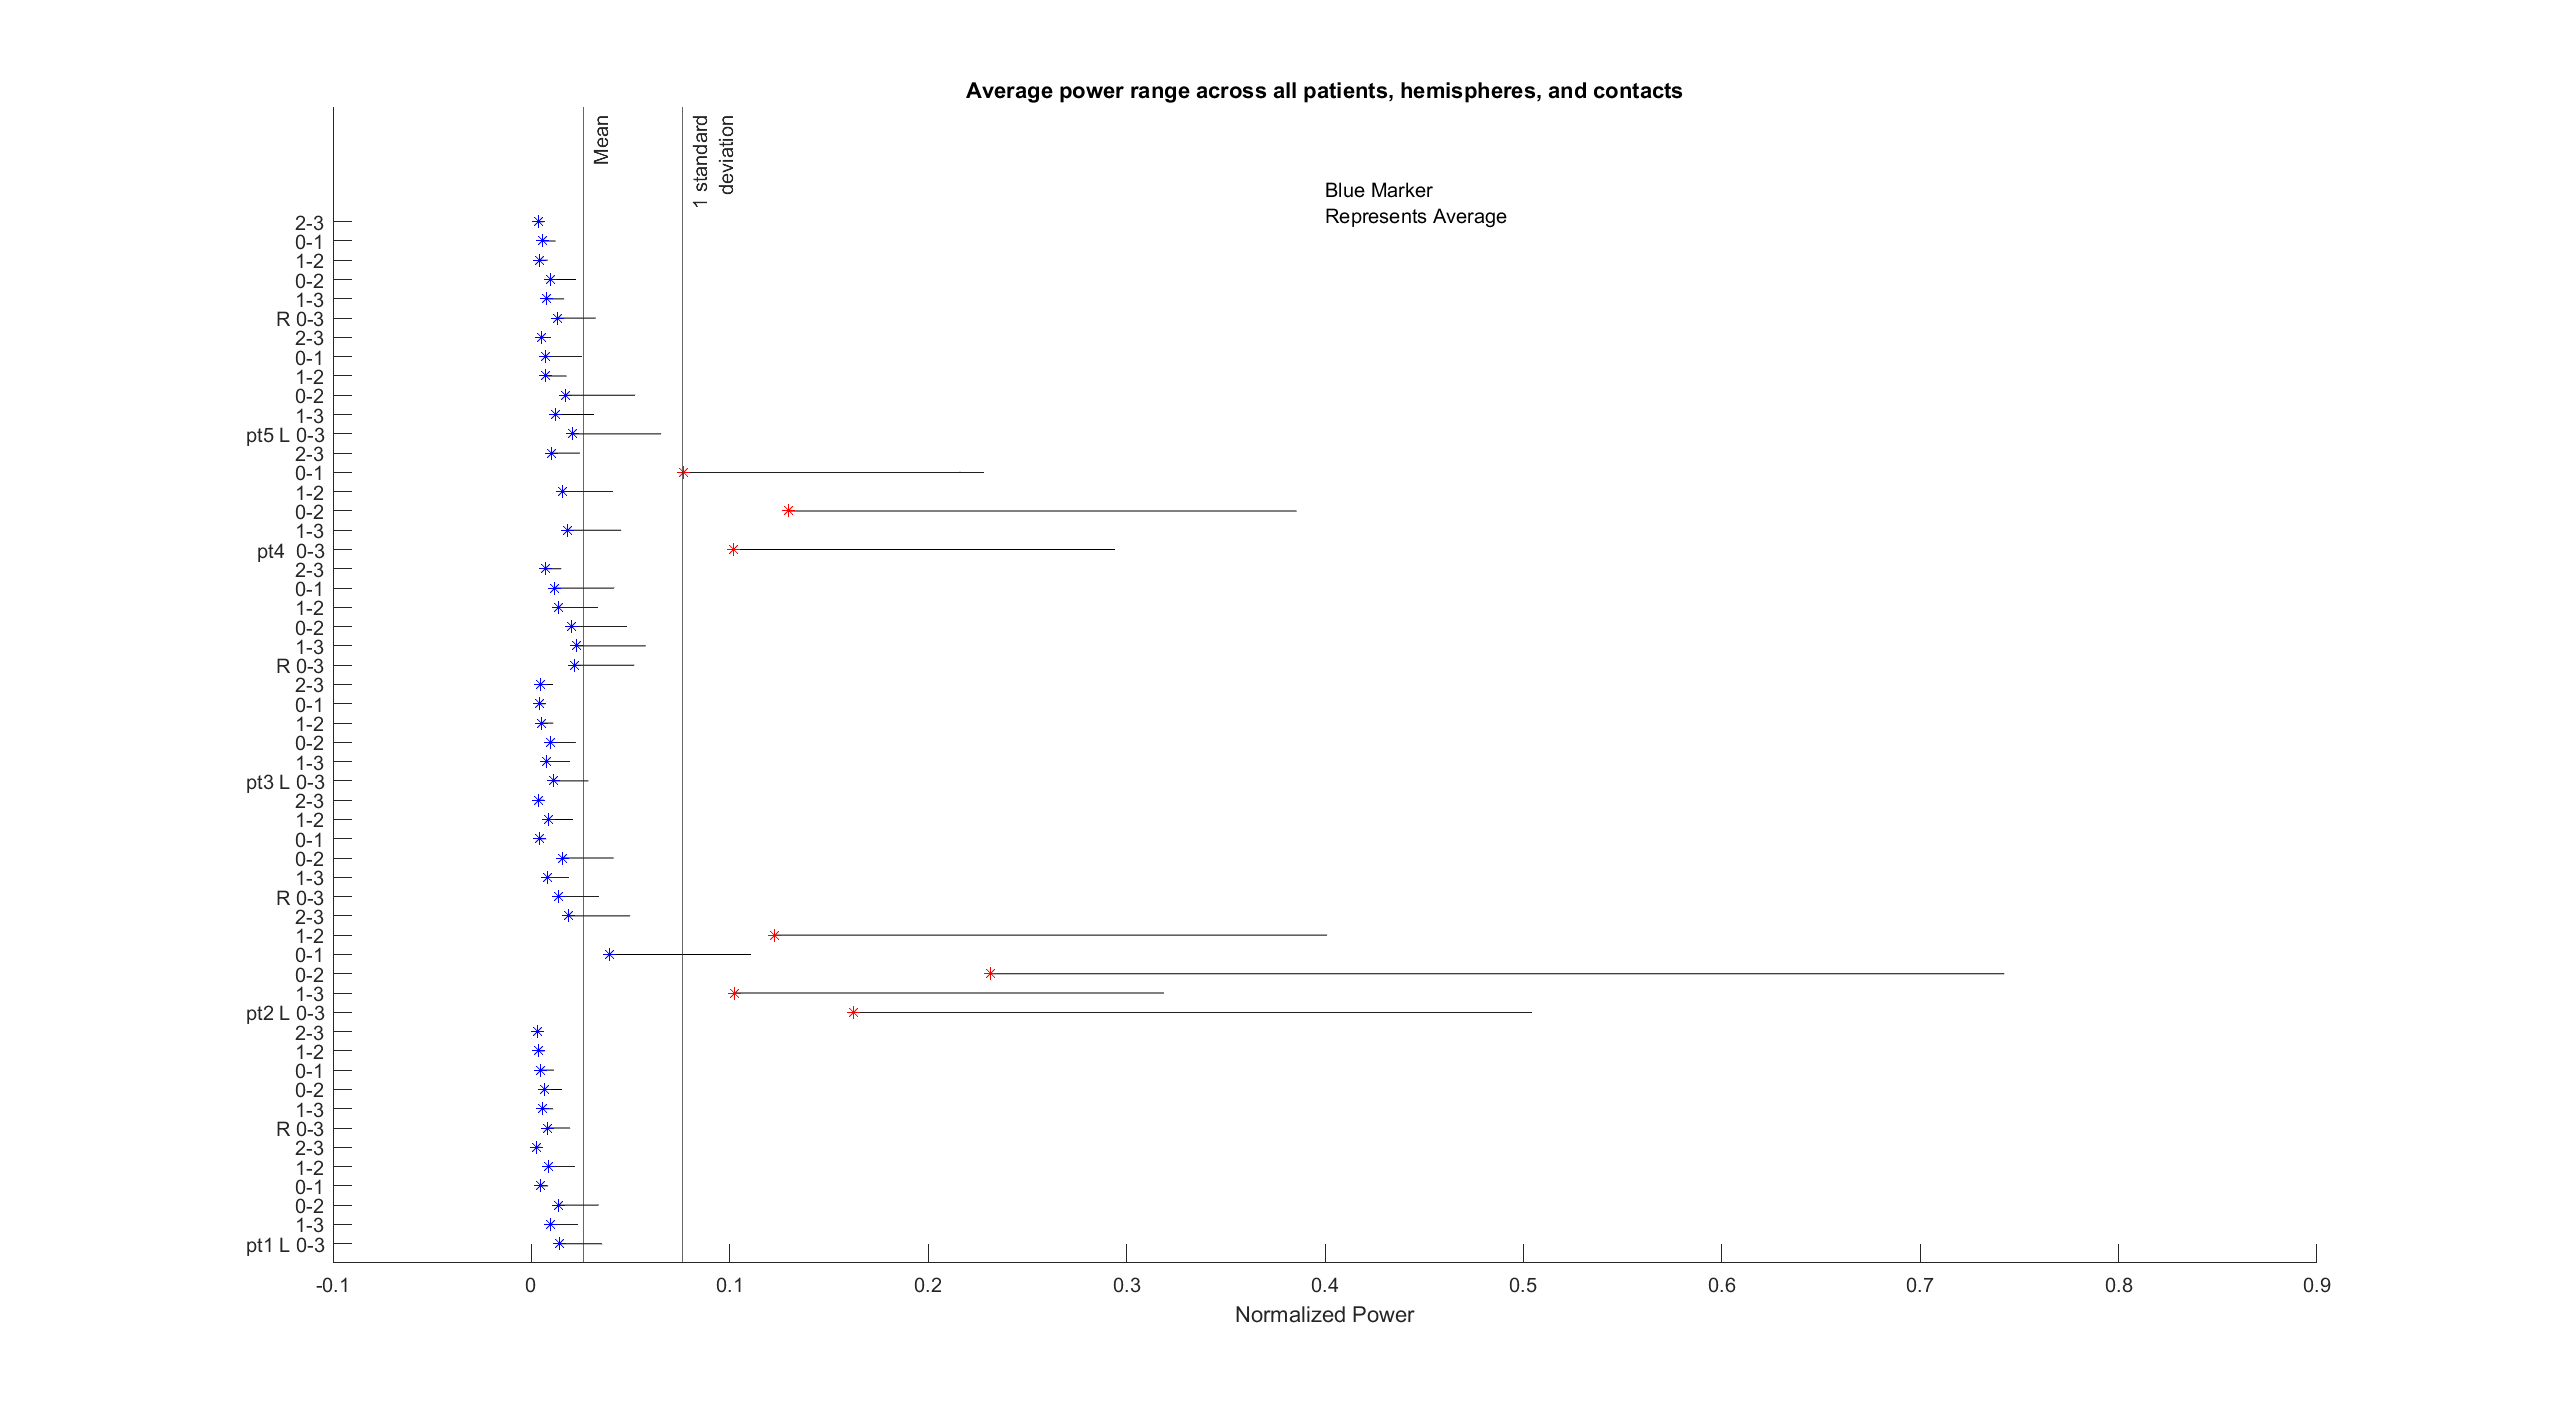 Average power range across all patients, hemispheres, and contacts
Mean
1 standard
deviation
Blue Marker
Represents Average
2-3
0-1
1-2
0-2
1-3
R 0-3
2-3
0-1
1-2
0-2
1-3
pt5 L 0-3
2-3
0-1
1-2
0-2
1-3
pt4 0-3
2-3
0-1
1-2
0-2
1-3
R 0-3
2-3
0-1
1-2
0-2
1-3
pt3 L 0-3
2-3
1-2
0-1
0-2
1-3
R 0-3
2-3
1-2
0-1
0-2
1-3
pt2 L 0-3
2-3
1-2
0-1
0-2
1-3
R 0-3
2-3
1-2
0-1
0-2
1-3
pt1 L 0-3
-0.1 0 0.1 0.2 0.3 0.4 0.5 0.6 0.7 0.8 0.9
Normalized Power